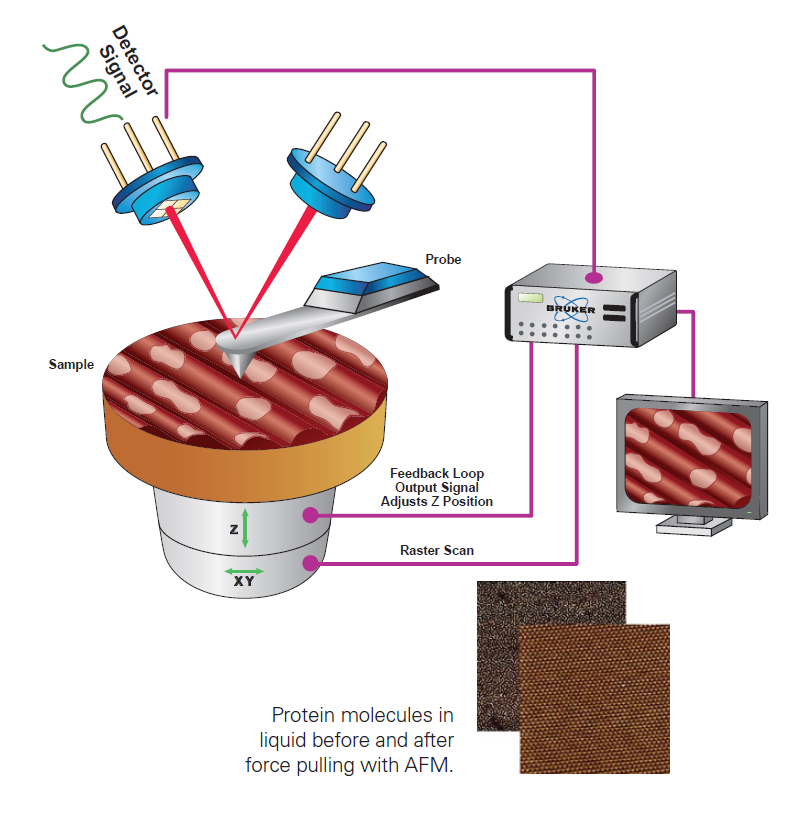 Detector
Signal
Probe
BRUKER
Sample
Feedback Loop
Output Signal
Adjusts Z Position
Z
Raster Scan
X Y
Protein molecules in
liquid before and after
force pulling with AFM.